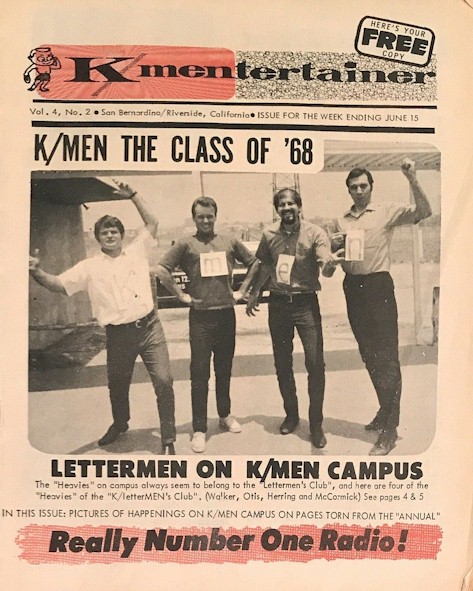 HERE'S YOUR
FREE
COPY
K/mentertainer
Vol. 4, No. 2 • San Bernardino/Riverside, California • ISSUE FOR THE WEEK ENDING JUNE 15
K/MEN THE CLASS OF '68
m e n
LETTERMEN ON K/MEN CAMPUS
The "Heavies" on campus always seem to belong to the "Lettermen's Club", and here are four of the
"Heavies" of the "K/letterMEN's Club", (Walker, Otis, Herring and McCormick) See pages 4 & 5
IN THIS ISSUE: PICTURES OF HAPPENINGS ON K/MEN CAMPUS ON PAGES TORN FROM THE "ANNUAL"
Really Number One Radio!